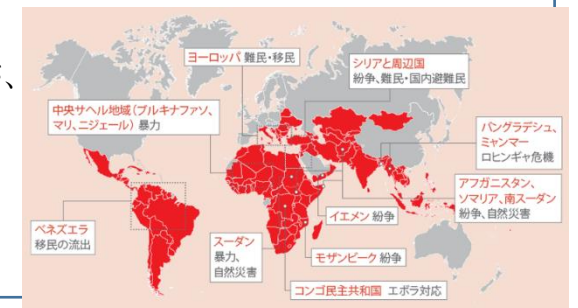 、
ヨーロッパ 難民・移民
シリアと周辺国
紛争、難民・国内避難民
中央サヘル地域(ブルキナファソ、
マリ、ニジェール) 暴力
バングラデシュ、
ミャンマー
ロヒンギャ危機
アフガニスタン、
ソマリア、南スーダン
紛争、自然災害
イエメン 紛争
ベネズエラ
移民の流出
スーダン
暴力、
自然災害
モザンビーク 紛争
コンゴ民主共和国 エボラ対応